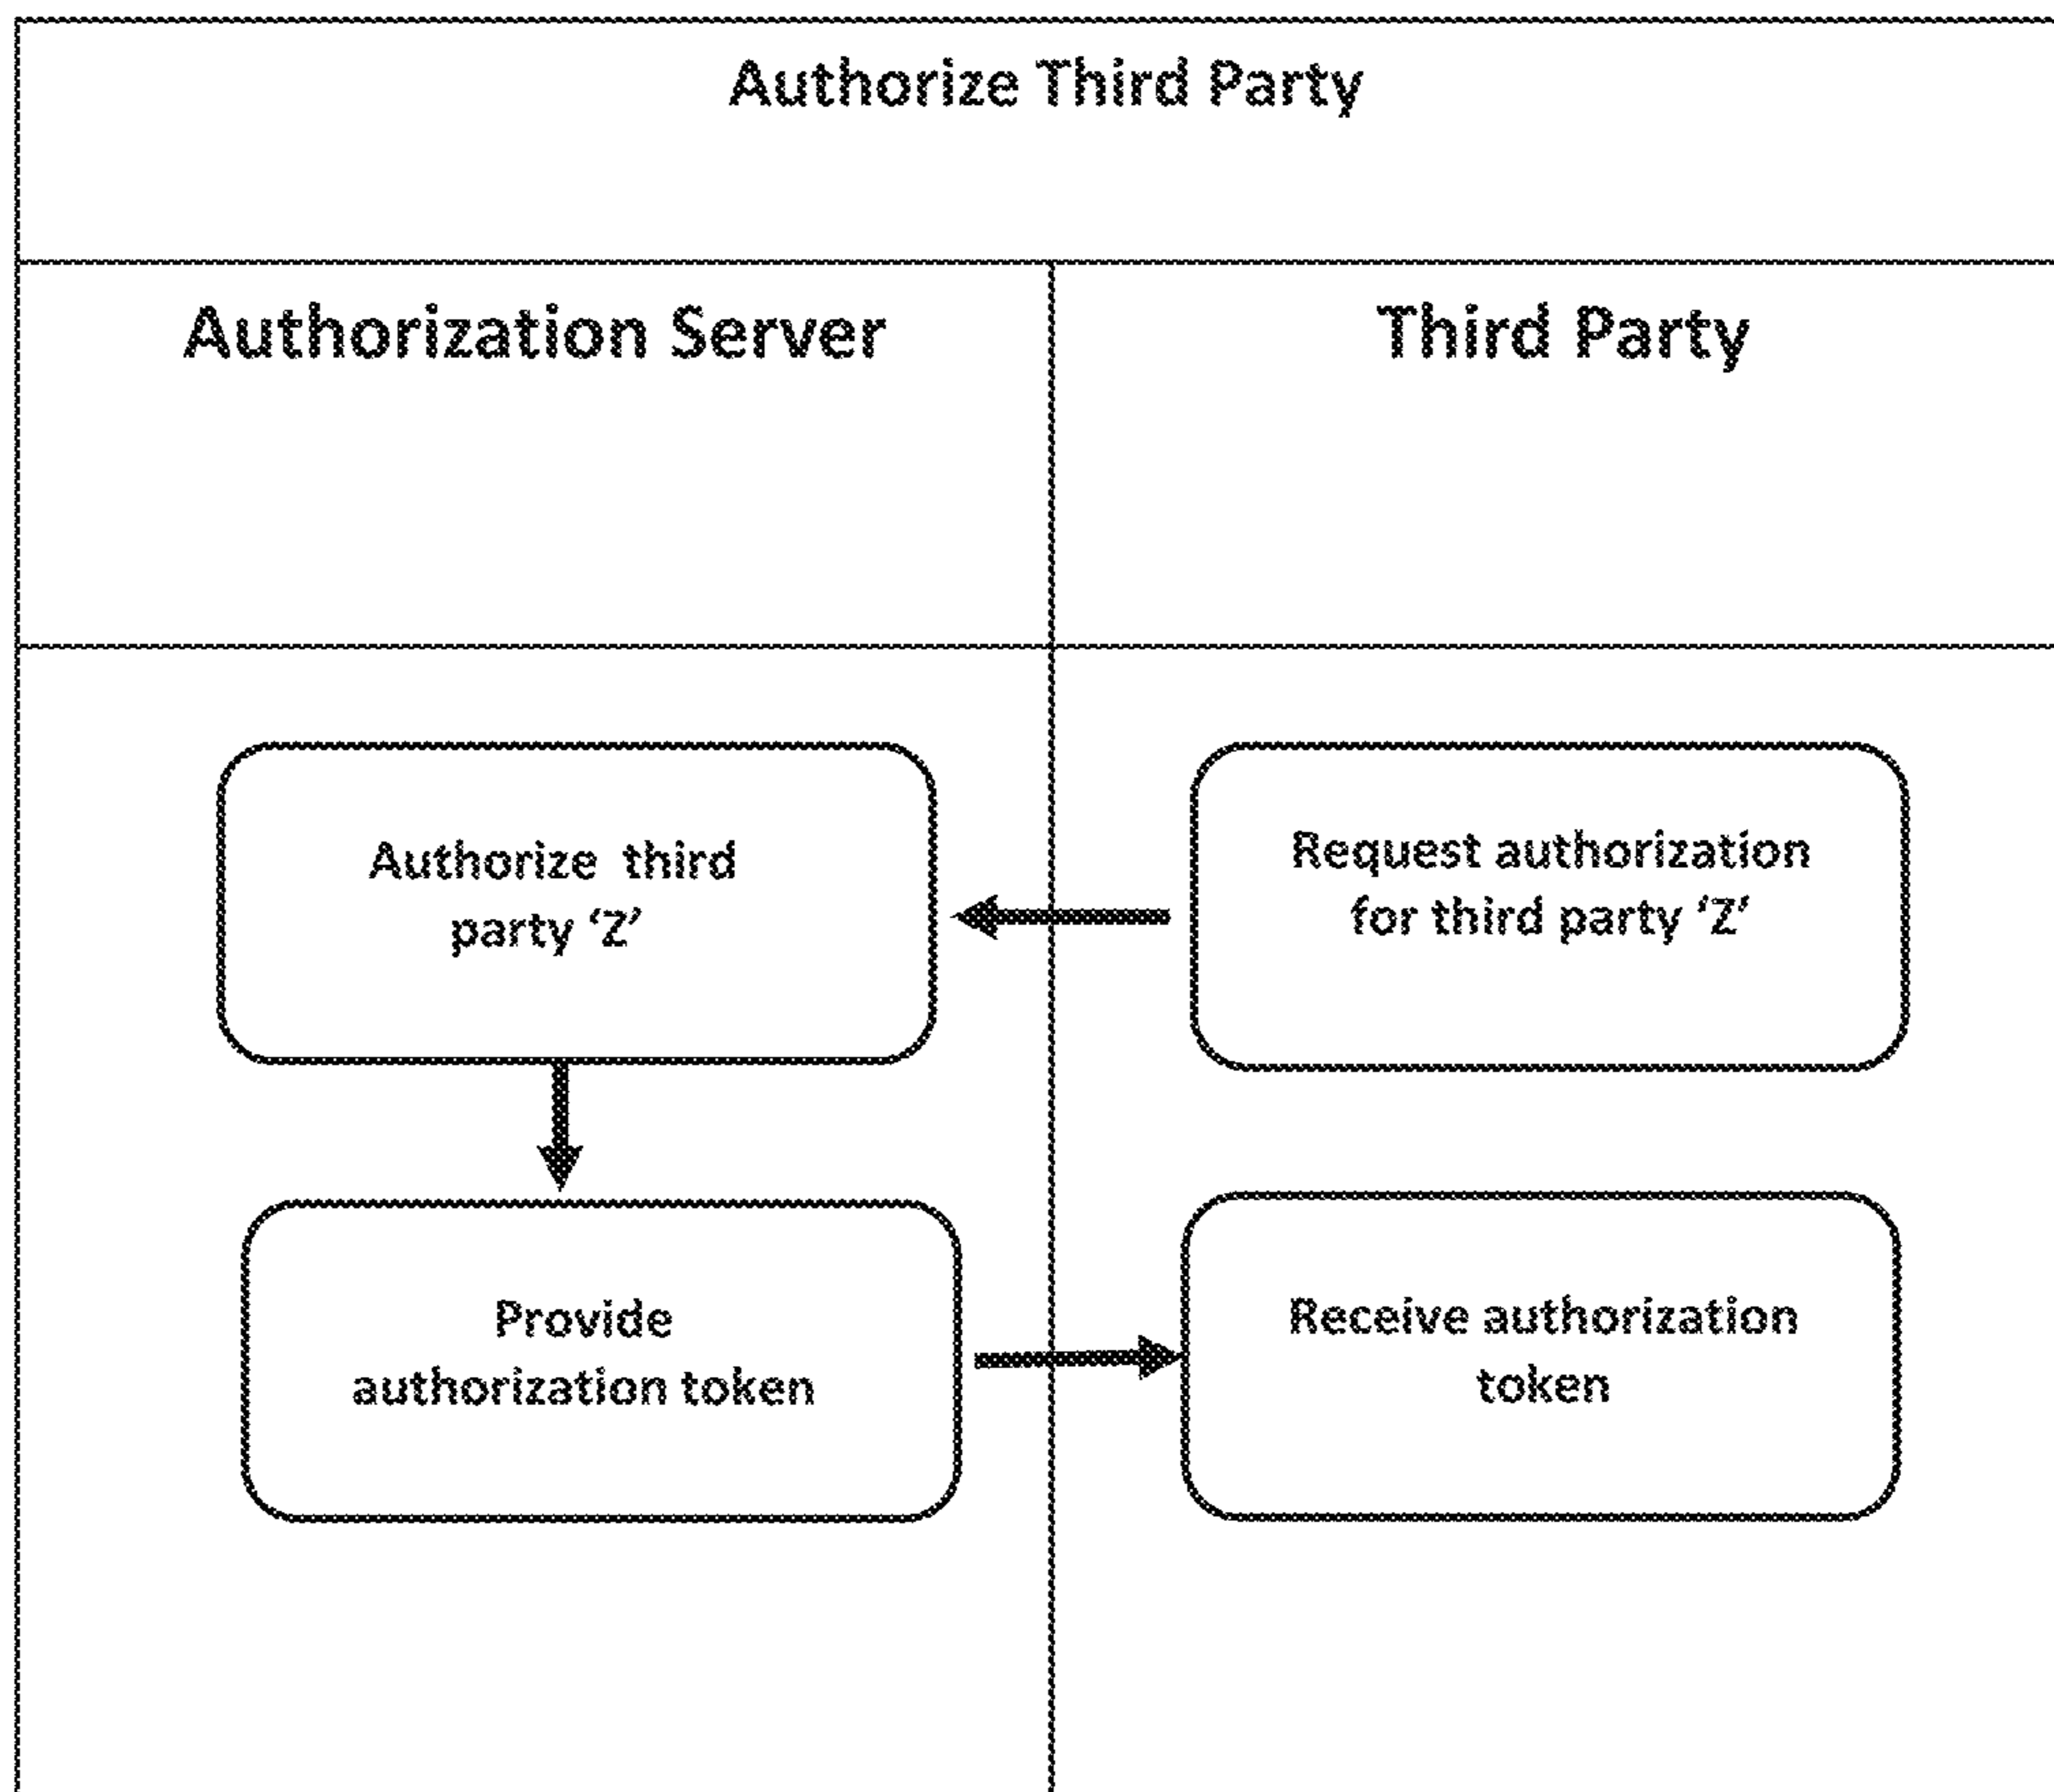 Authorize Third Party
Authorization Server
Third Party
Authorize third
party ‘Z’
Request authorization
for third party ‘Z’
Provide
authorization token
Receive authorization
token